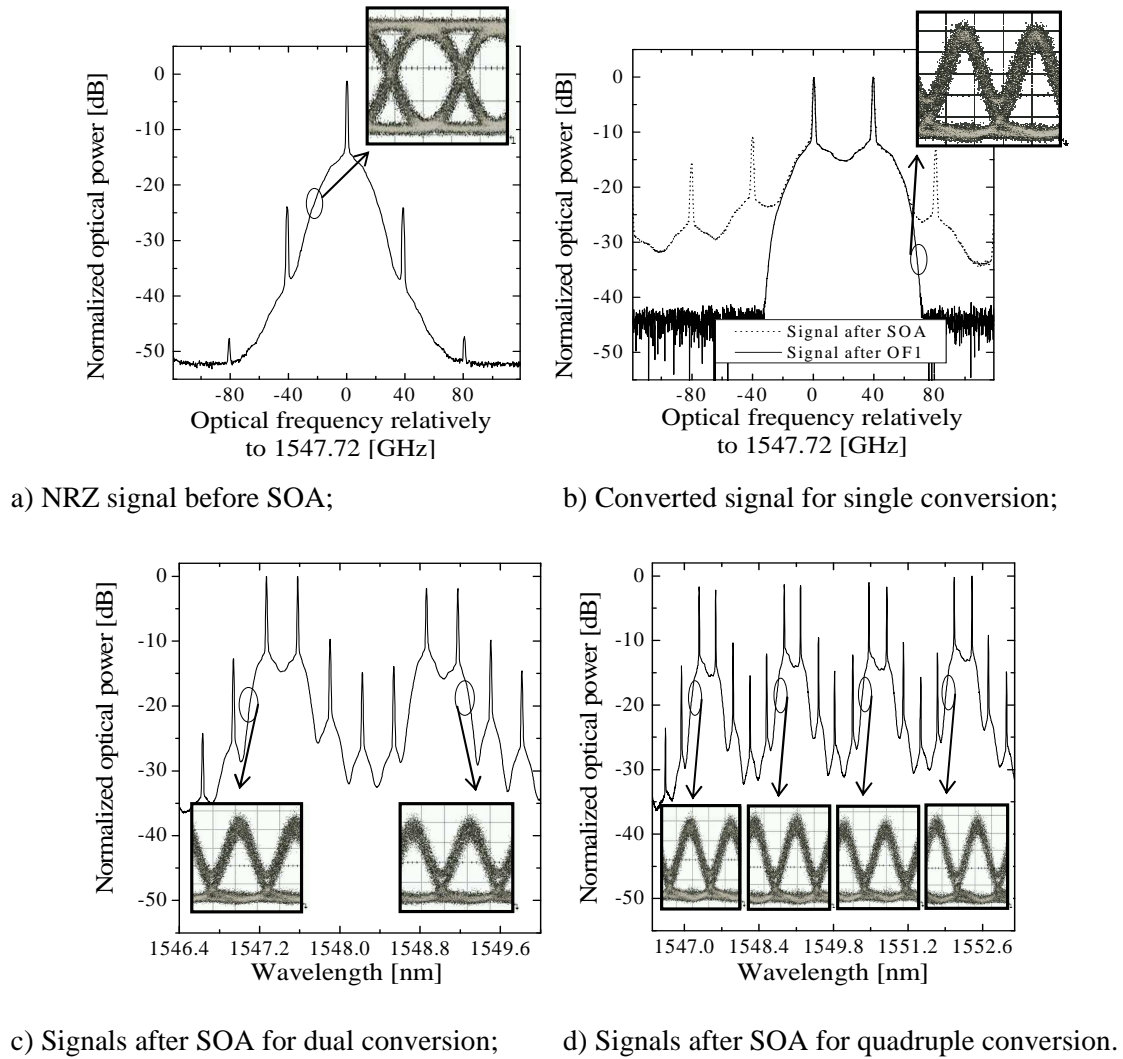 0
-10
-20
-30
-40
-50
Normalized optical power [dB]
-80 -40 0 40 80
Optical frequency relatively
to 1547.72 [GHz]
a) NRZ signal before SOA;
0
-10
-20
-30
-40
-50
Normalized optical power [dB]
Signal after SOA
Signal after OF1
-80 -40 0 40 80
Optical frequency relatively
to 1547.72 [GHz]
b) Converted signal for single conversion;
0
-10
-20
-30
-40
-50
Normalized optical power [dB]
1546.4 1547.2 1548.0 1548.8 1549.6
Wavelength [nm]
c) Signals after SOA for dual conversion;
0
-10
-20
-30
-40
-50
Normalized optical power [dB]
1547.0 1548.4 1549.8 1551.2 1552.6
Wavelength [nm]
d) Signals after SOA for quadruple conversion.